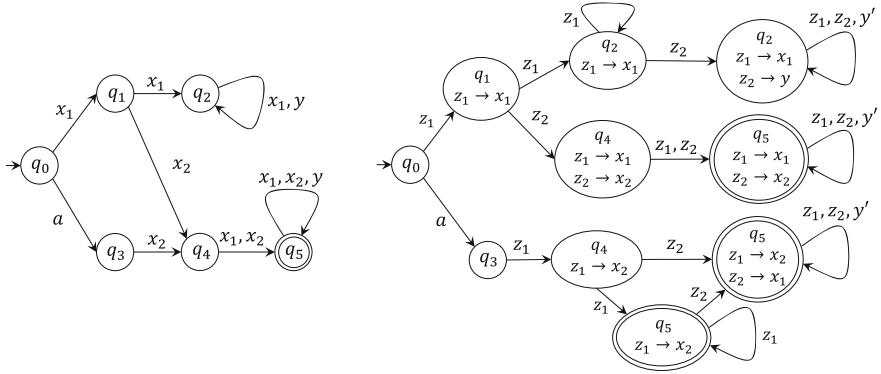 x₁
q₀
a
q₁
x₁
q₂
x₁, y
x₂
q₃
x₂
q₄
x₁, x₂
x₁, x₂, y
q₅
q₀
z₁
a
q₁
z₁ → x₁
z₁
z₂
z₁
q₂
z₁ → x₁
z₂
q₂
z₁ → x₁
z₂ → y
z₁, z₂, y′
q₄
z₁ → x₁
z₂ → x₂
z₁, z₂
q₅
z₁ → x₁
z₂ → x₂
z₁, z₂, y′
q₃
z₁
q₄
z₁ → x₂
z₂
z₁
q₅
z₁ → x₂
z₂ → x₁
z₁, z₂, y′
z₂
q₅
z₁ → x₂
z₁